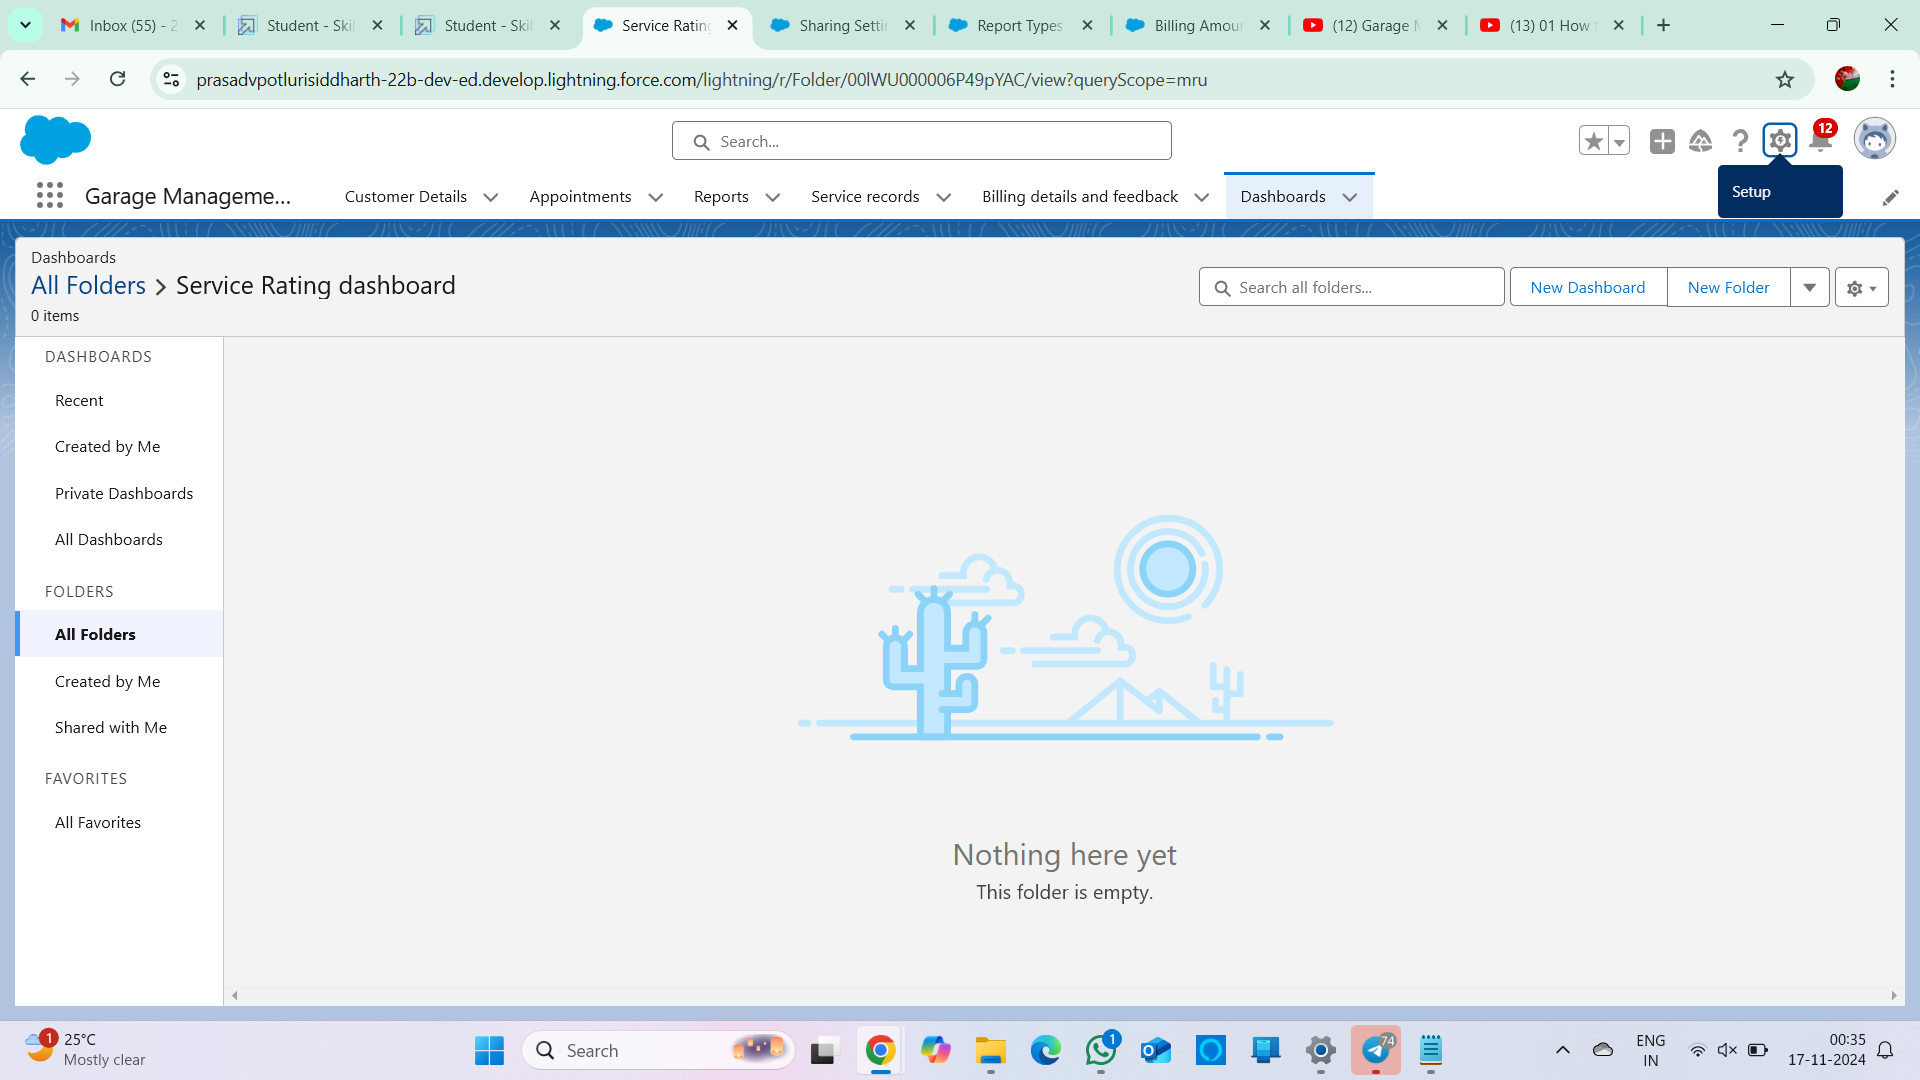 Inbox (55) - 2
Student - Skil
Student - Skil
Service Rating
Sharing Settin
Report Types
Billing Amoun
(12) Garage M
(13) 01 How t
prasadvpotlurisiddharth-22b-dev-ed.develop.lightning.force.com/lightning/r/Folder/00lWU000006P49pYAC/view?queryScope=mru
Search...
12
Setup
Garage Manageme...
Customer Details
Appointments
Reports
Service records
Billing details and feedback
Dashboards
Dashboards
All Folders > Service Rating dashboard
0 items
Search all folders...
New Dashboard
New Folder
DASHBOARDS
Recent
Created by Me
Private Dashboards
All Dashboards
FOLDERS
All Folders
Created by Me
Shared with Me
FAVORITES
All Favorites
Nothing here yet
This folder is empty.
1
25°C
Mostly clear
Search
1
74
ENG
IN
00:35
17-11-2024